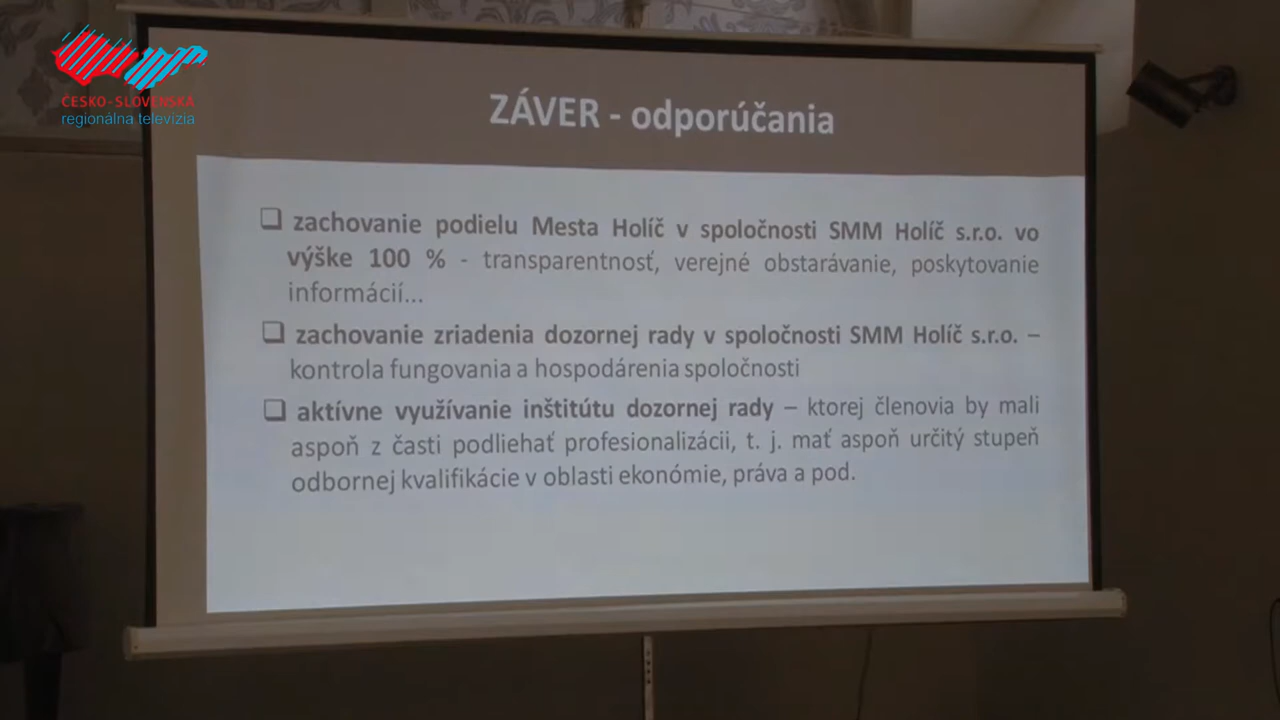 ČESKO-SLOVENSKÁ
regionálna televízia
ZÁVER - odporúčania
❑ zachovanie podielu Mesta Holíč v spoločnosti SMM Holíč s.r.o. vo
výške 100 % - transparentnosť, verejné obstarávanie, poskytovanie
informácií...
❑ zachovanie zriadenia dozornej rady v spoločnosti SMM Holíč s.r.o. –
kontrola fungovania a hospodárenia spoločnosti
❑ aktívne využívanie inštitútu dozornej rady – ktorej členovia by mali
aspoň z časti podliehať profesionalizácii, t. j. mať aspoň určitý stupeň
odbornej kvalifikácie v oblasti ekonómie, práva a pod.